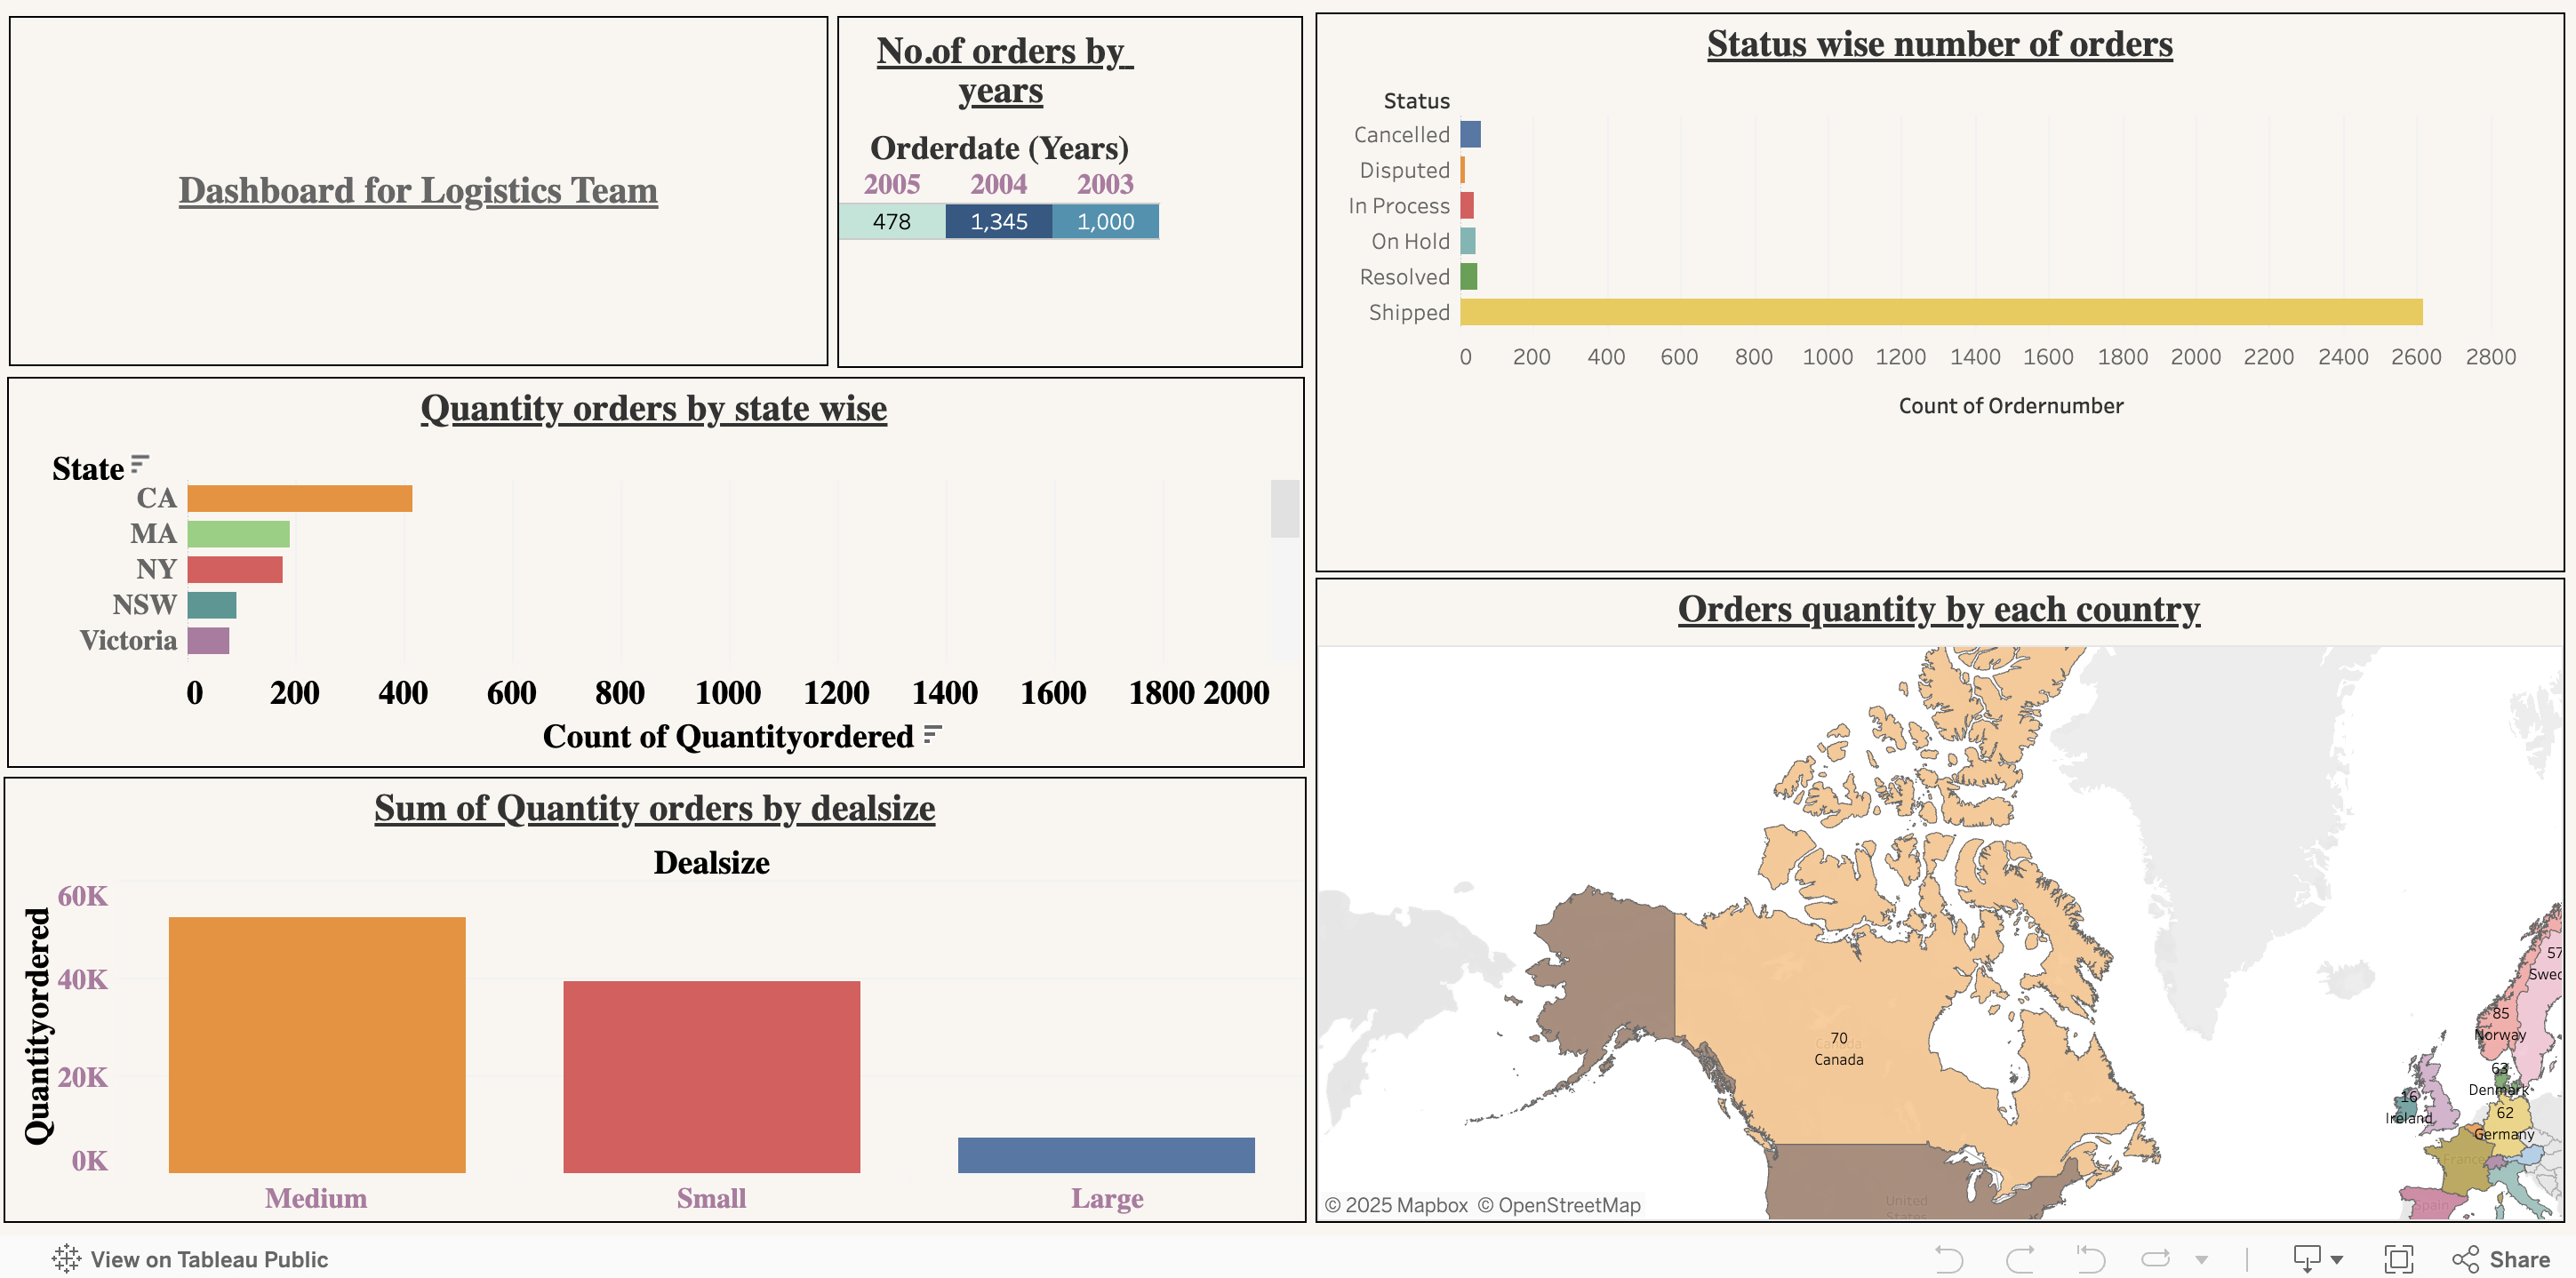 Dashboard for Logistics Team
No.of orders by
years
Orderdate (Years)
2005 2004 2003
478 1,345 1,000
Status wise number of orders
Status
Cancelled
Disputed
In Process
On Hold
Resolved
Shipped
0 200 400 600 800 1000 1200 1400 1600 1800 2000 2200 2400 2600 2800
Count of Ordernumber
Quantity orders by state wise
State
CA
MA
NY
NSW
Victoria
0 200 400 600 800 1000 1200 1400 1600 1800 2000
Count of Quantityordered
Sum of Quantity orders by dealsize
Dealsize
Quantityordered
60K
40K
20K
0K
Medium Small Large
Orders quantity by each country
57
85
Norway
70
Canada
Canada
63
Denmark
16
Ireland
62
Germany
France
Spain
United
States
© 2025 Mapbox © OpenStreetMap
View on Tableau Public
Share